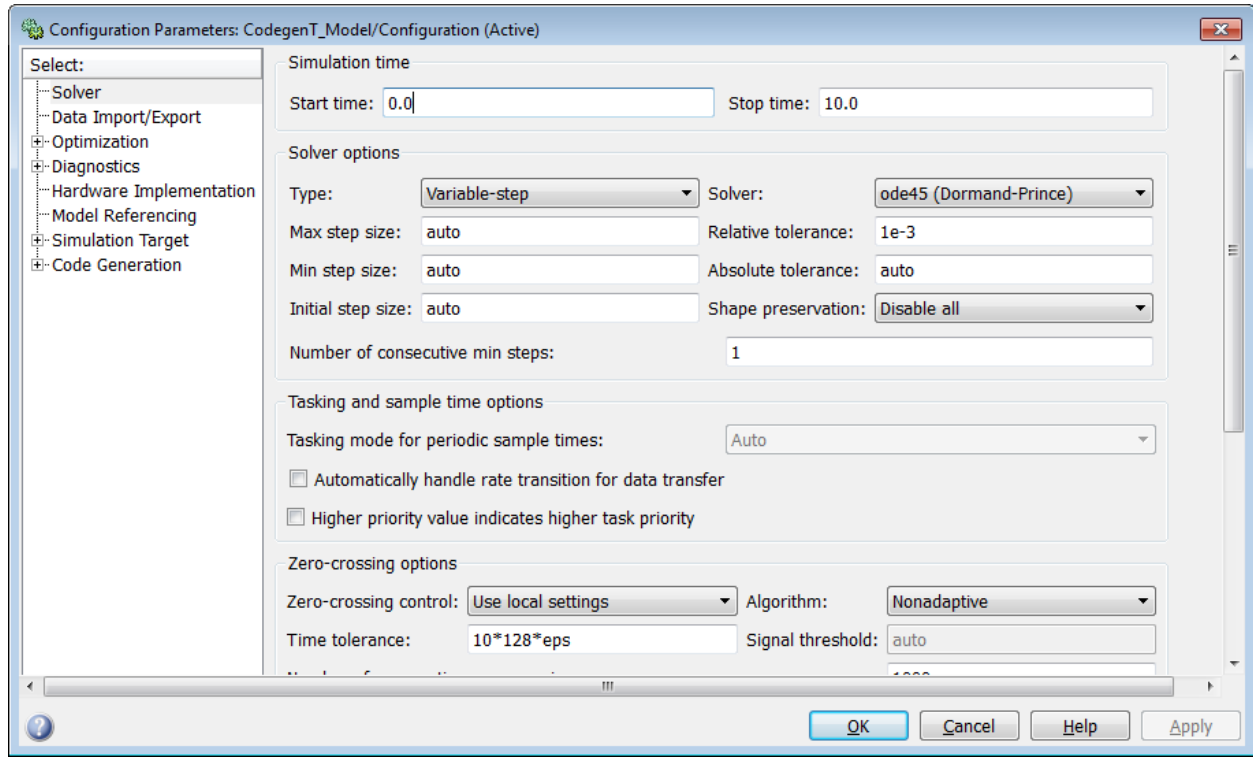 Configuration Parameters: CodegenT_Model/Configuration (Active)
Select:
Solver
Data Import/Export
Optimization
Diagnostics
Hardware Implementation
Model Referencing
Simulation Target
Code Generation
Simulation time
Start time: 0.0 Stop time: 10.0
Solver options
Type: Variable-step Solver: ode45 (Dormand-Prince)
Max step size: auto Relative tolerance: 1e-3
Min step size: auto Absolute tolerance: auto
Initial step size: auto Shape preservation: Disable all
Number of consecutive min steps: 1
Tasking and sample time options
Tasking mode for periodic sample times: Auto
Automatically handle rate transition for data transfer
Higher priority value indicates higher task priority
Zero-crossing options
Zero-crossing control: Use local settings Algorithm: Nonadaptive
Time tolerance: 10*128*eps Signal threshold: auto
OK Cancel Help Apply